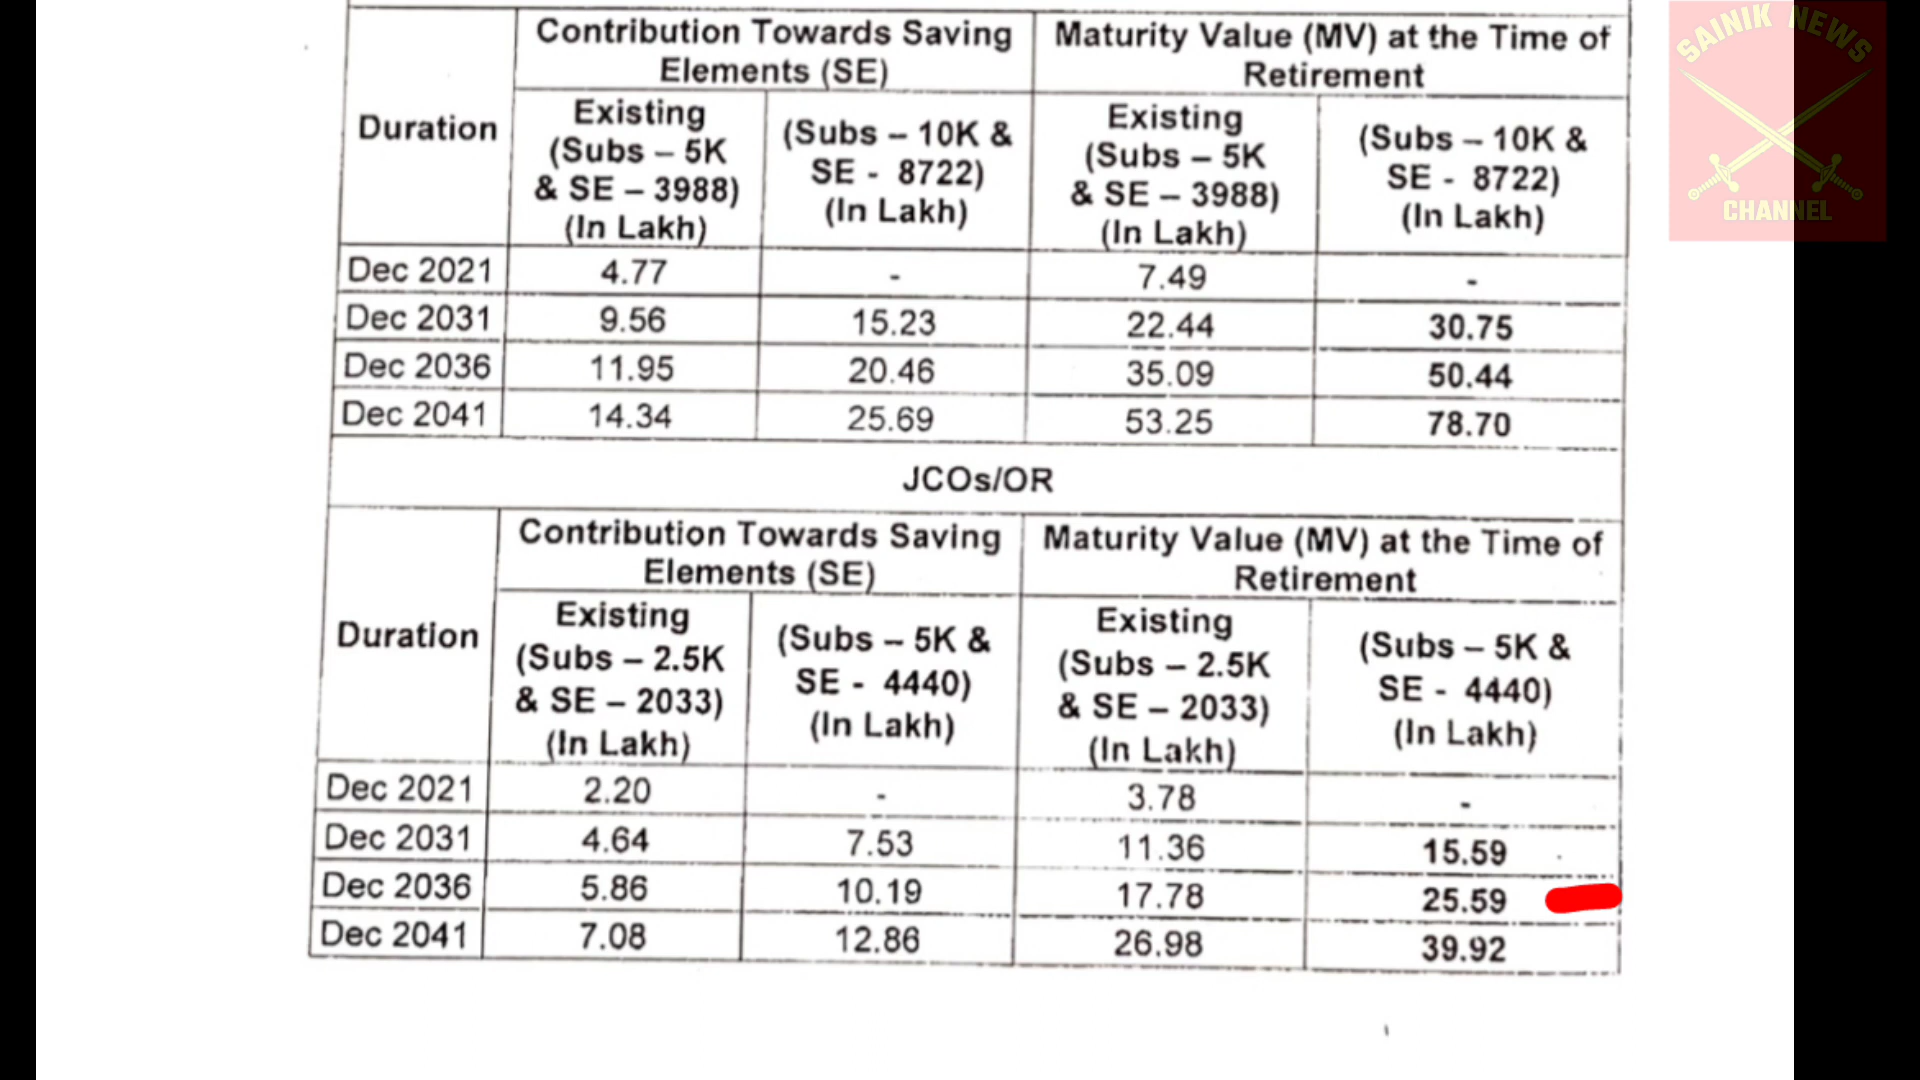 SAINIK NEWS
CHANNEL
Duration
Contribution Towards Saving
Elements (SE)
Maturity Value (MV) at the Time of
Retirement
Existing
(Subs – 5K
& SE – 3988)
(In Lakh)
(Subs – 10K &
SE - 8722)
(In Lakh)
Existing
(Subs – 5K
& SE – 3988)
(In Lakh)
(Subs – 10K &
SE - 8722)
(In Lakh)
Dec 2021 4.77 - 7.49 -
Dec 2031 9.56 15.23 22.44 30.75
Dec 2036 11.95 20.46 35.09 50.44
Dec 2041 14.34 25.69 53.25 78.70
JCOs/OR
Duration
Contribution Towards Saving
Elements (SE)
Maturity Value (MV) at the Time of
Retirement
Existing
(Subs – 2.5K
& SE – 2033)
(In Lakh)
(Subs – 5K &
SE - 4440)
(In Lakh)
Existing
(Subs – 2.5K
& SE – 2033)
(In Lakh)
(Subs – 5K &
SE - 4440)
(In Lakh)
Dec 2021 2.20 - 3.78 -
Dec 2031 4.64 7.53 11.36 15.59
Dec 2036 5.86 10.19 17.78 25.59
Dec 2041 7.08 12.86 26.98 39.92